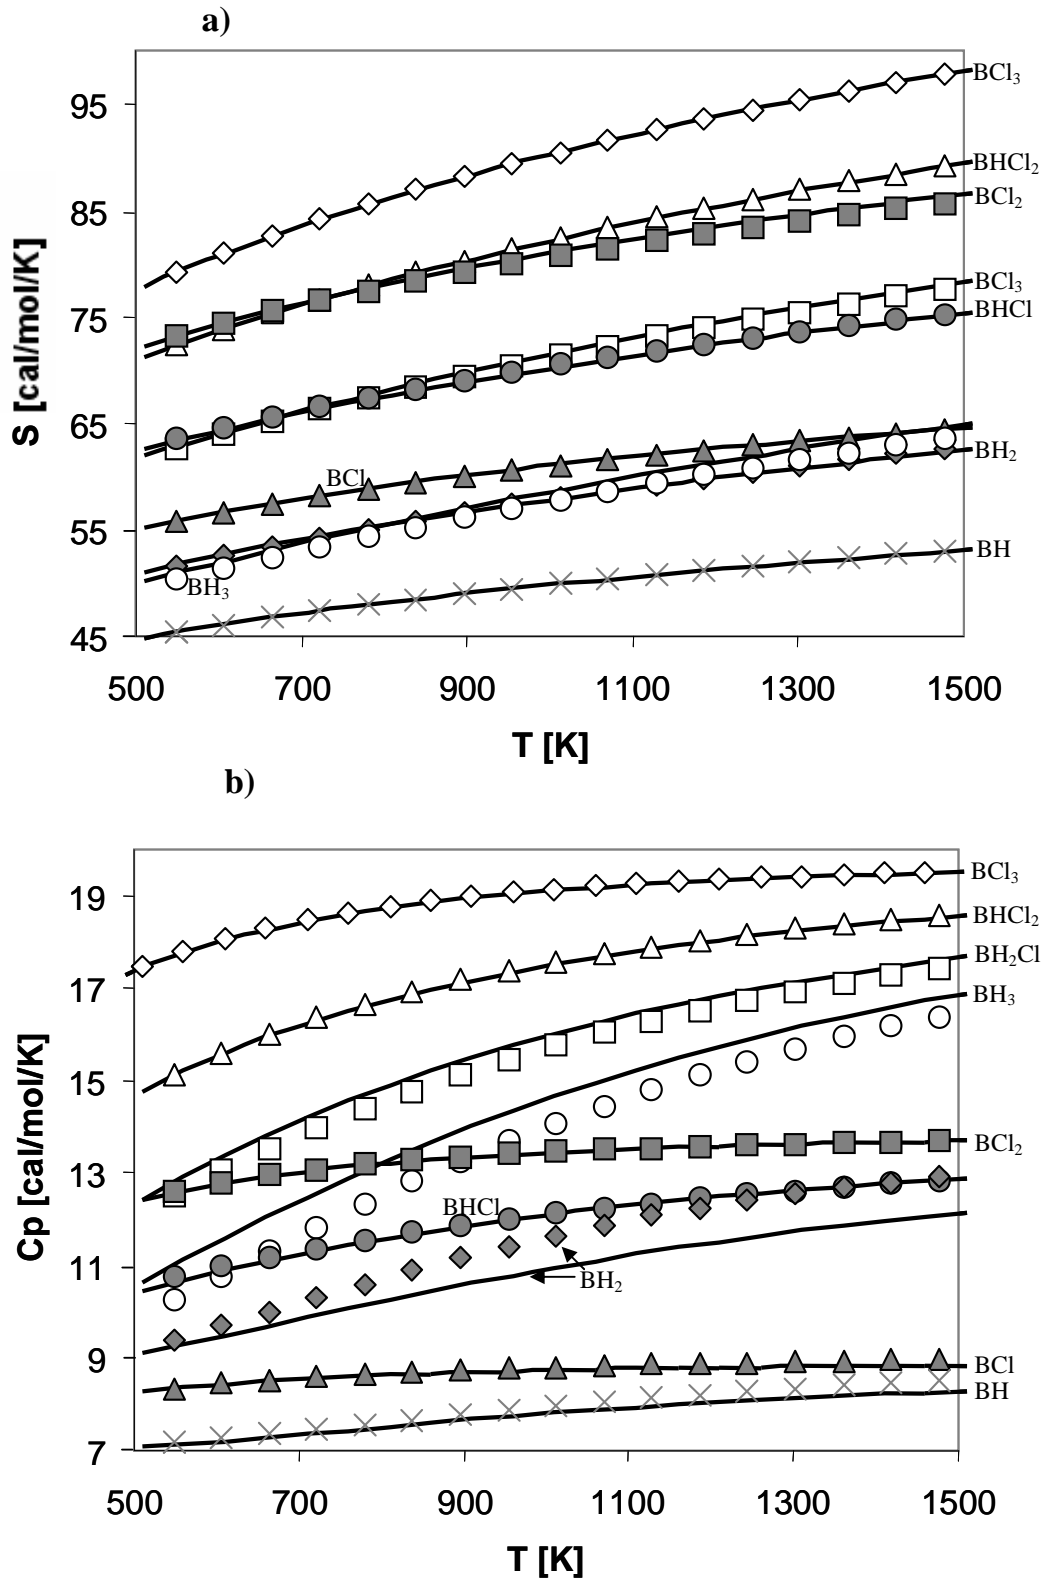 a)
S [cal/mol/K]
95
85
75
65
55
45
BCl₃
BHCl₂
BCl₂
BCl₃
BHCl
BCl
BH₂
BH₃
BH
500 700 900 1100 1300 1500
T [K]
b)
Cp [cal/mol/K]
19
17
15
13
11
9
7
BCl₃
BHCl₂
BH₂Cl
BH₃
BCl₂
BHCl
BH₂
BCl
BH
500 700 900 1100 1300 1500
T [K]